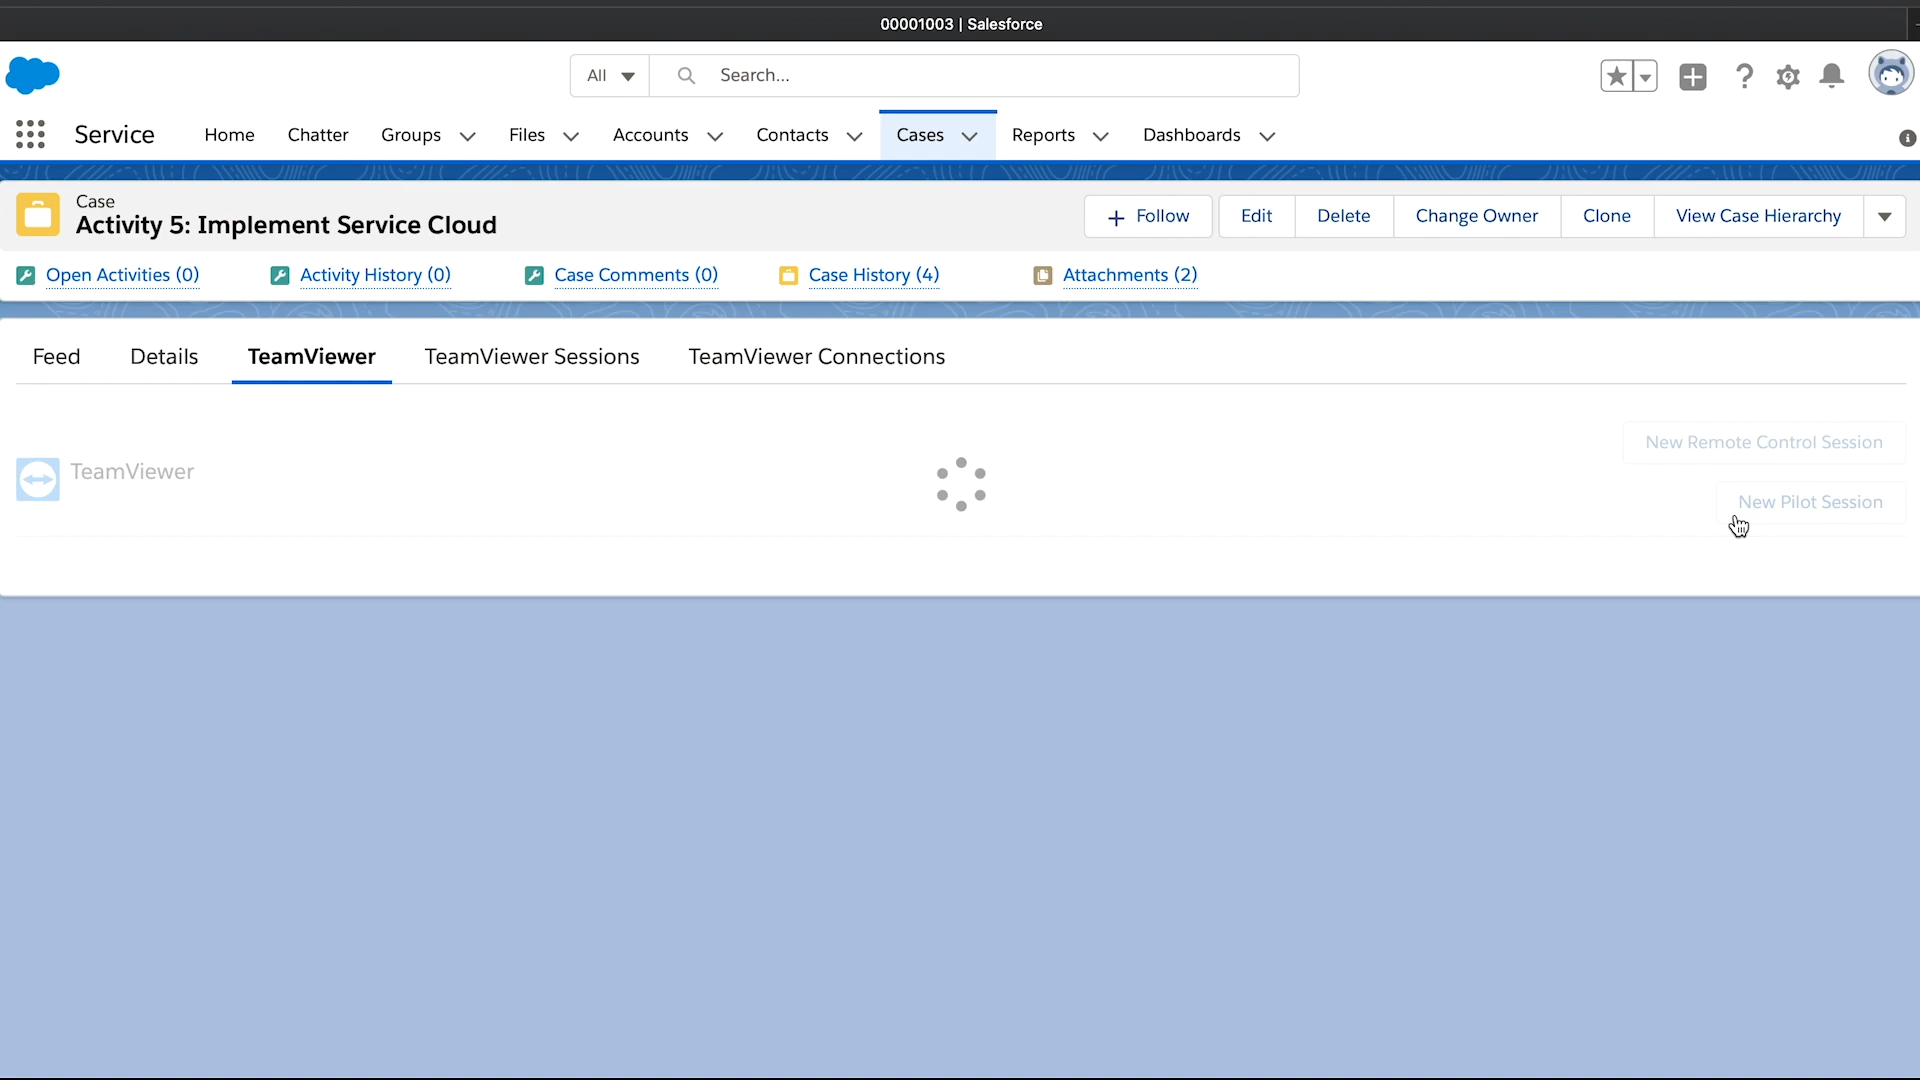 00001003 | Salesforce
All
Search...
Service
Home
Chatter
Groups
Files
Accounts
Contacts
Cases
Reports
Dashboards
Case
Activity 5: Implement Service Cloud
Follow
Edit
Delete
Change Owner
Clone
View Case Hierarchy
Open Activities (0)
Activity History (0)
Case Comments (0)
Case History (4)
Attachments (2)
Feed
Details
TeamViewer
TeamViewer Sessions
TeamViewer Connections
New Remote Control Session
TeamViewer
New Pilot Session